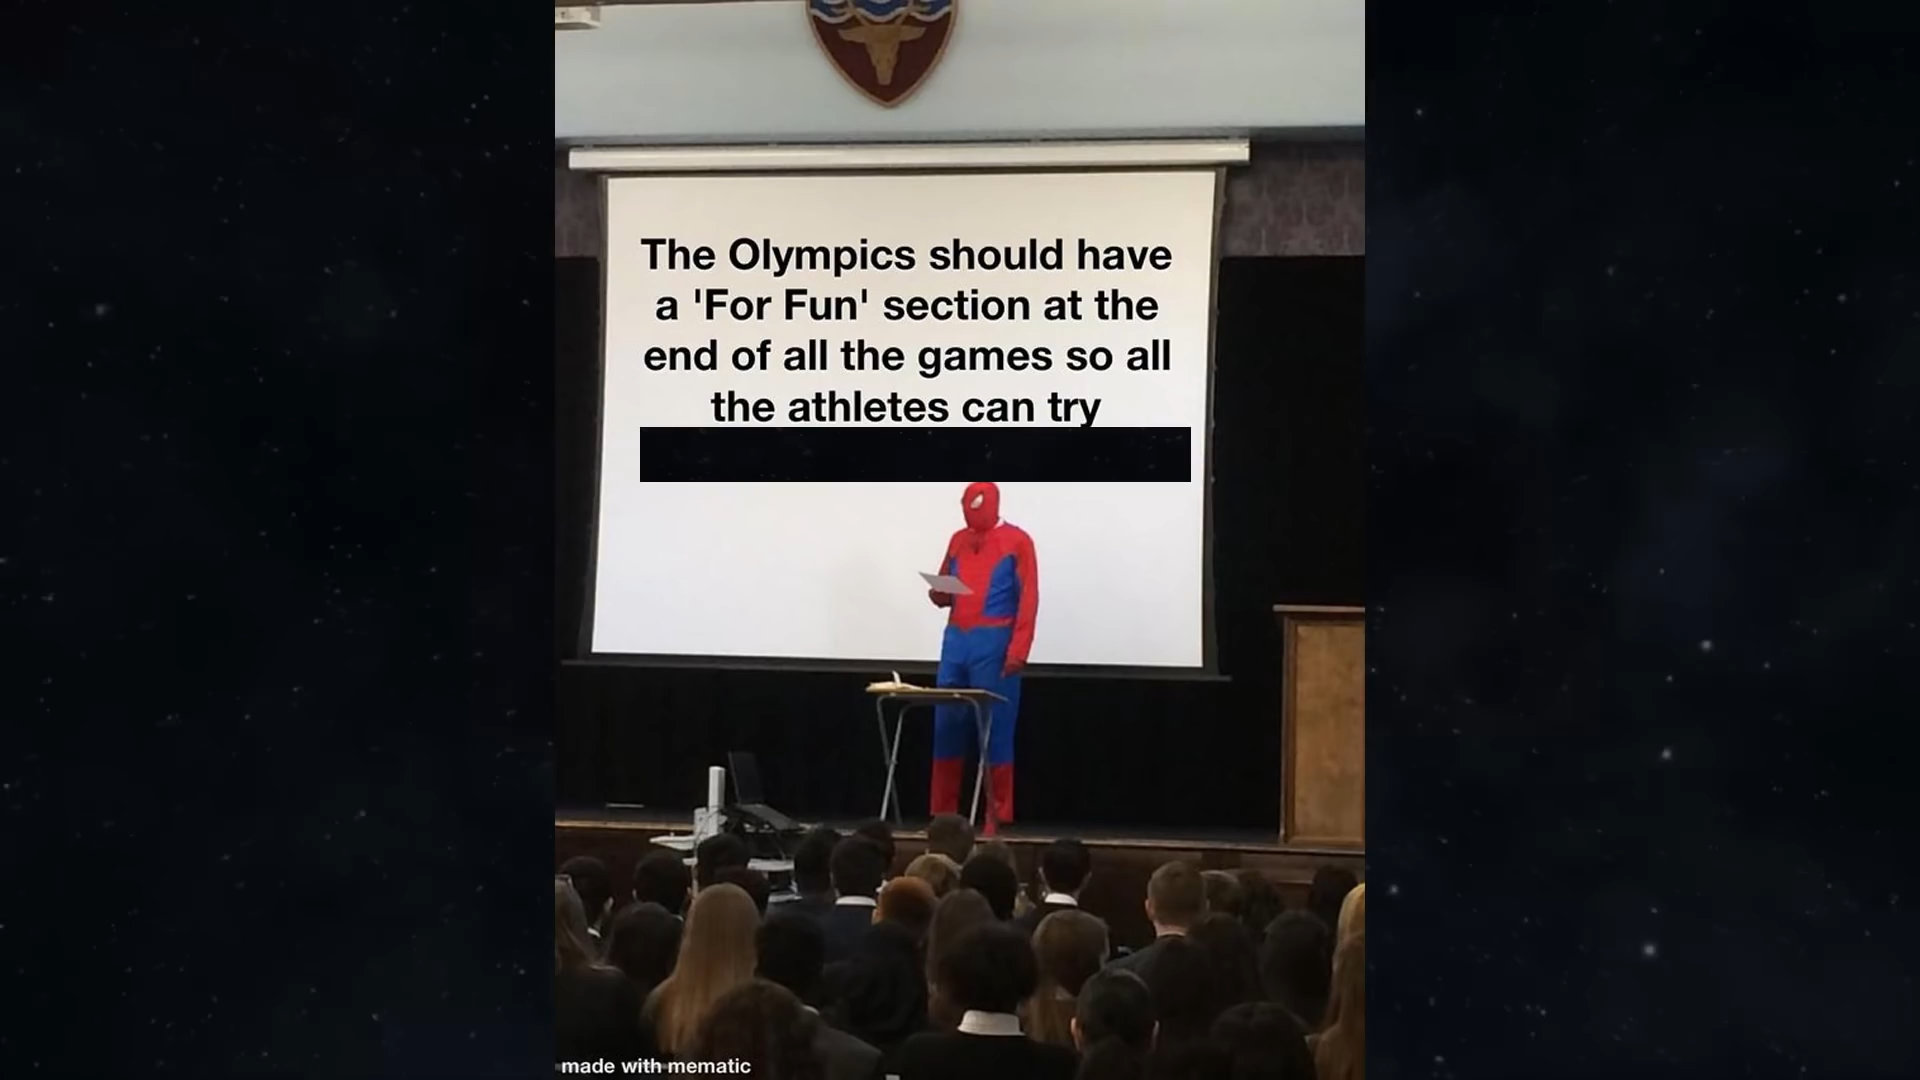 The Olympics should have
a 'For Fun' section at the
end of all the games so all
the athletes can try
made with mematic